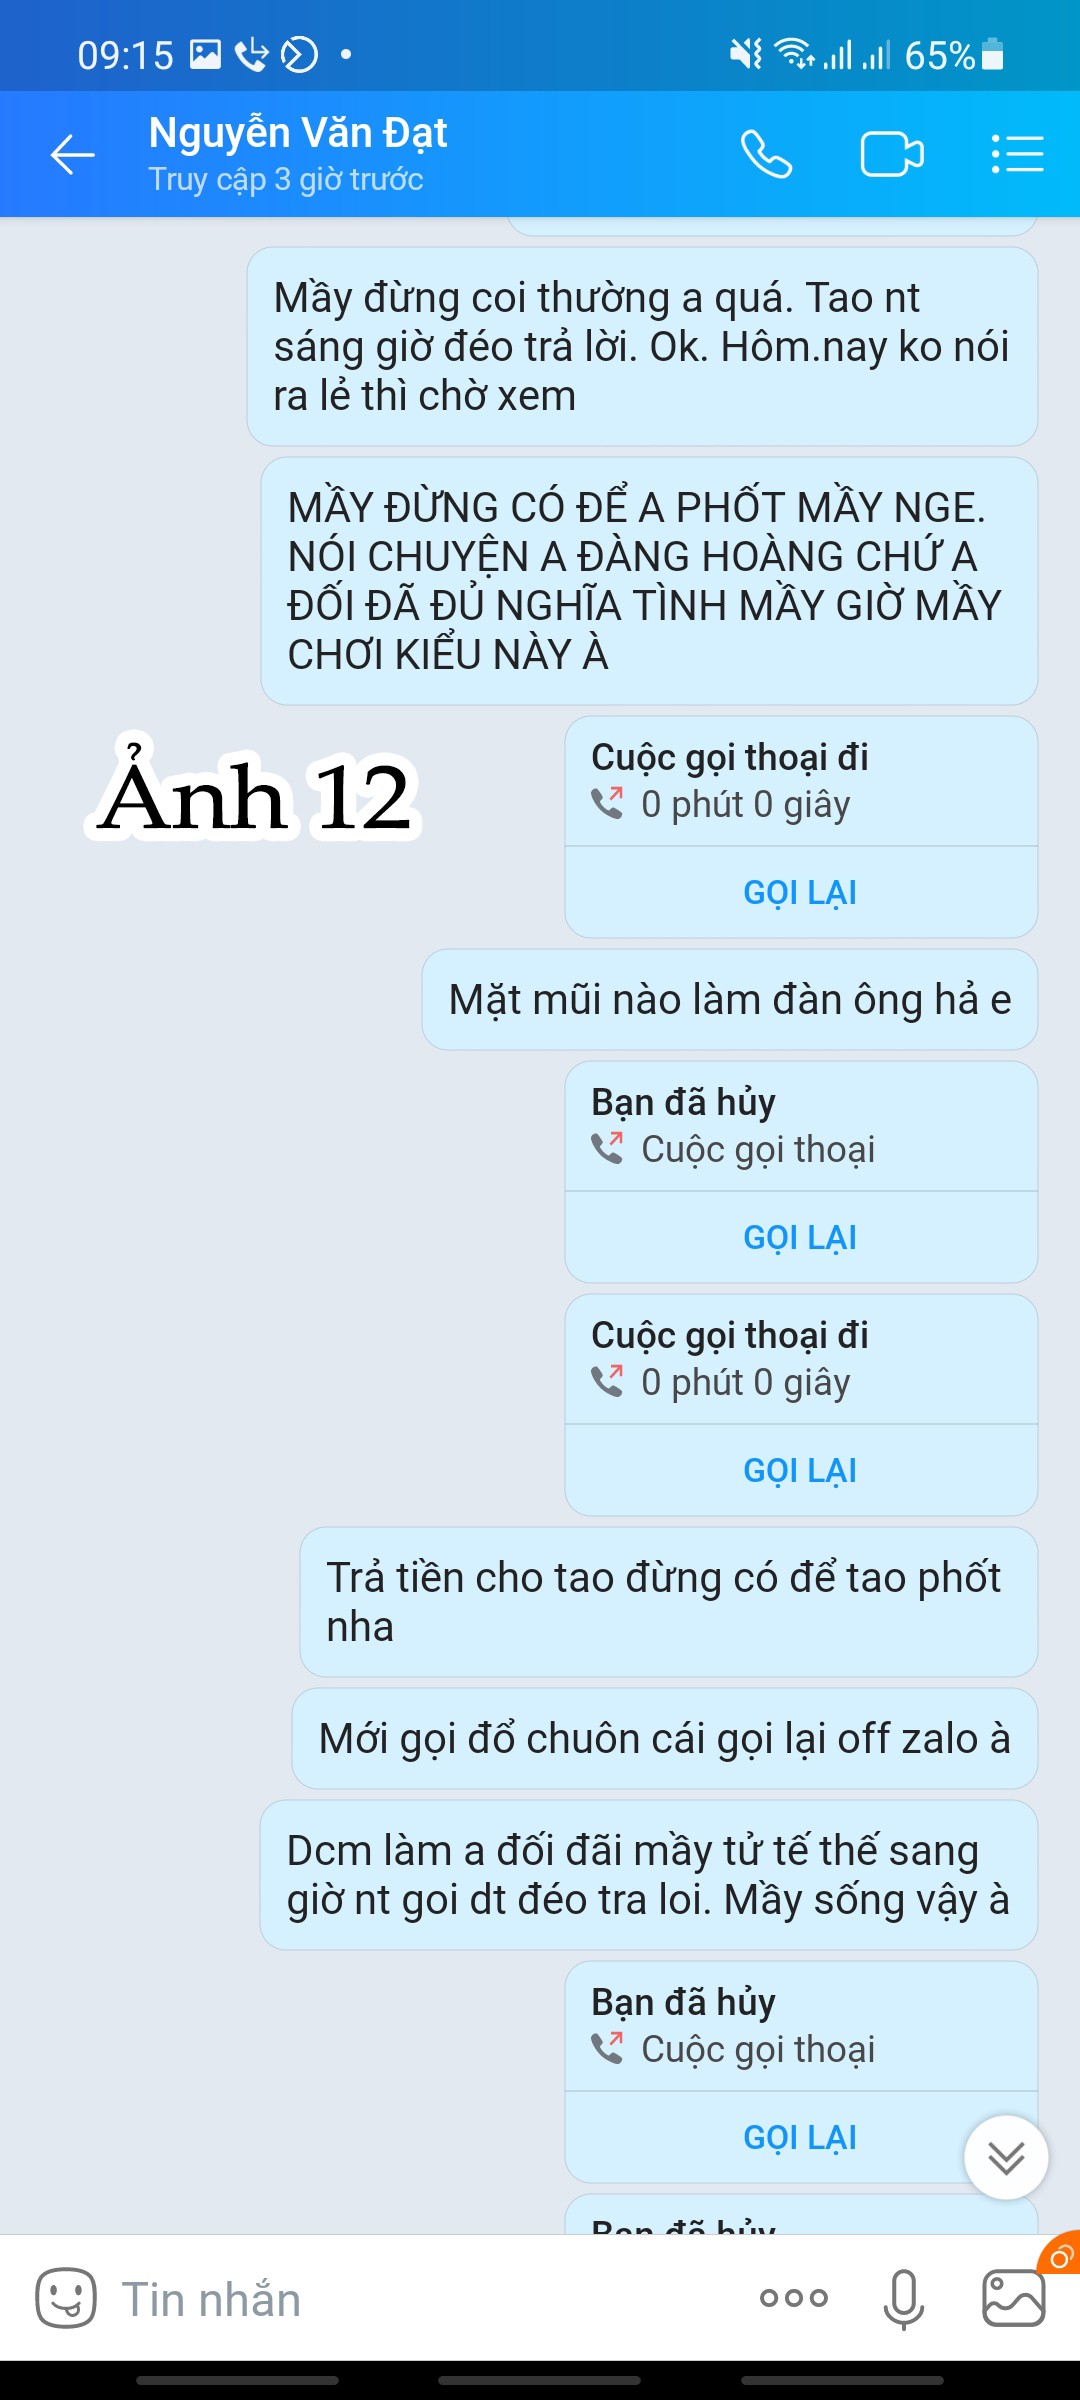 09:15
65%
Nguyễn Văn Đạt
Truy cập 3 giờ trước
Mầy đừng coi thường a quá. Tao nt
sáng giờ đéo trả lời. Ok. Hôm.nay ko nói
ra lẻ thì chờ xem
MẦY ĐỪNG CÓ ĐỂ A PHỐT MẦY NGE.
NÓI CHUYỆN A ĐÀNG HOÀNG CHỨ A
ĐỐI ĐÃ ĐỦ NGHĨA TÌNH MẦY GIỜ MẦY
CHƠI KIỂU NÀY À
Ảnh 12
Cuộc gọi thoại đi
0 phút 0 giây
GỌI LẠI
Mặt mũi nào làm đàn ông hả e
Bạn đã hủy
Cuộc gọi thoại
GỌI LẠI
Cuộc gọi thoại đi
0 phút 0 giây
GỌI LẠI
Trả tiền cho tao đừng có để tao phốt
nha
Mới gọi đổ chuôn cái gọi lại off zalo à
Dcm làm a đối đãi mầy tử tế thế sang
giờ nt goi dt đéo tra loi. Mầy sống vậy à
Bạn đã hủy
Cuộc gọi thoại
GỌI LẠI
Bạn đã hủy
Tin nhắn